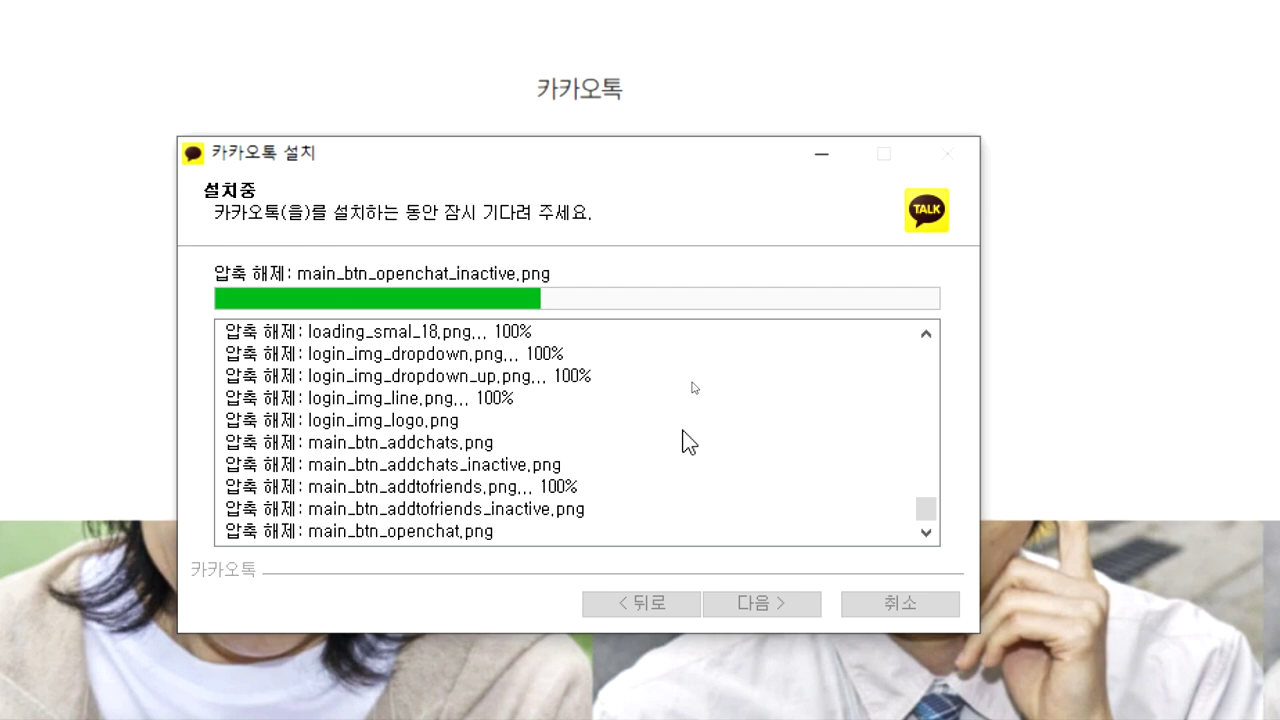 카카오톡
카카오톡 설치
설치중
카카오톡(을)를 설치하는 동안 잠시 기다려 주세요.
TALK
압축 해제: main_btn_openchat_inactive.png
압축 해제: loading_smal_18.png... 100%
압축 해제: login_img_dropdown.png... 100%
압축 해제: login_img_dropdown_up.png... 100%
압축 해제: login_img_line.png... 100%
압축 해제: login_img_logo.png
압축 해제: main_btn_addchats.png
압축 해제: main_btn_addchats_inactive.png
압축 해제: main_btn_addtofriends.png... 100%
압축 해제: main_btn_addtofriends_inactive.png
압축 해제: main_btn_openchat.png
카카오톡
< 뒤로 다음 > 취소